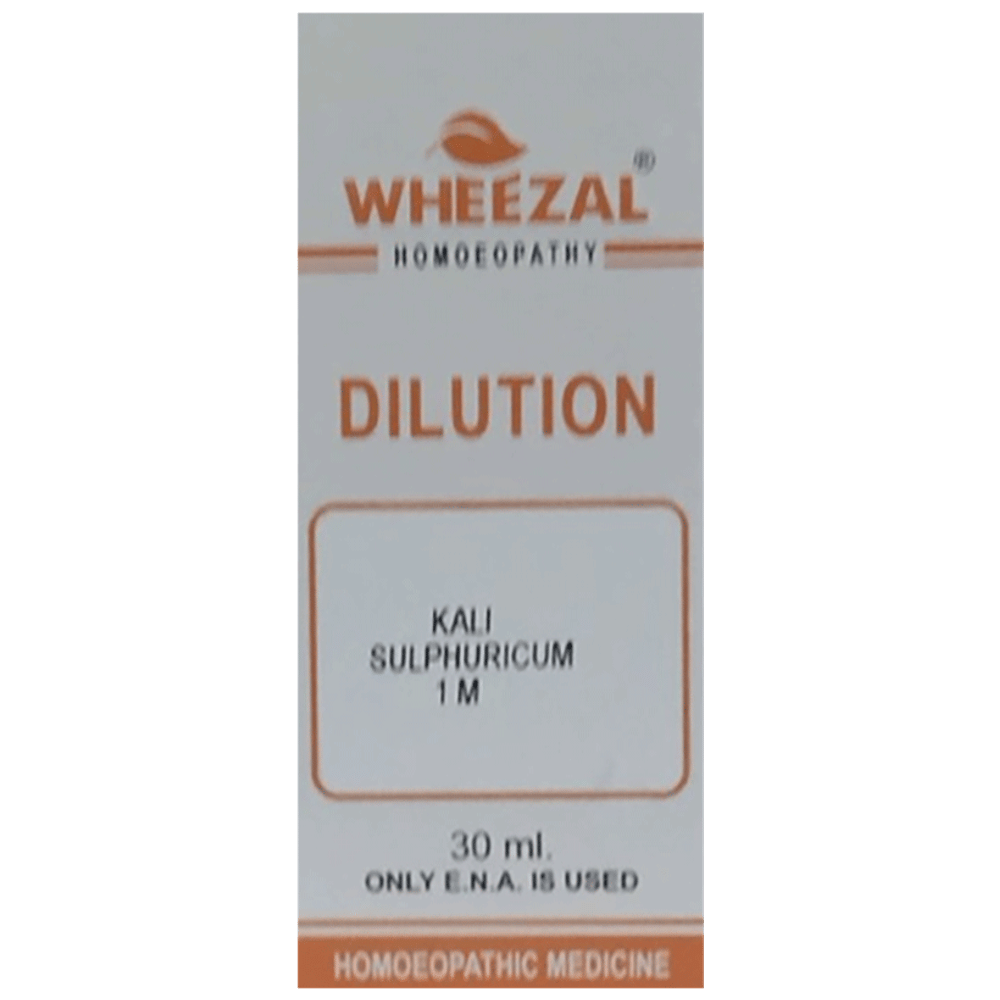 WHEEZAL®
HOMOEOPATHY
DILUTION
KALI
SULPHURICUM
1 M
30 ml.
ONLY E.N.A. IS USED
HOMOEOPATHIC MEDICINE